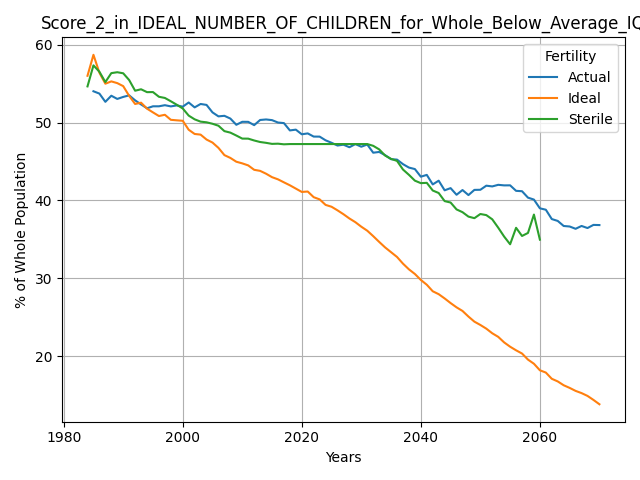 Score_2_in_IDEAL_NUMBER_OF_CHILDREN_for_Whole_Below_Average_IQ
Fertility
Actual
Ideal
Sterile
% of Whole Population
60
50
40
30
20
1980 2000 2020 2040 2060
Years